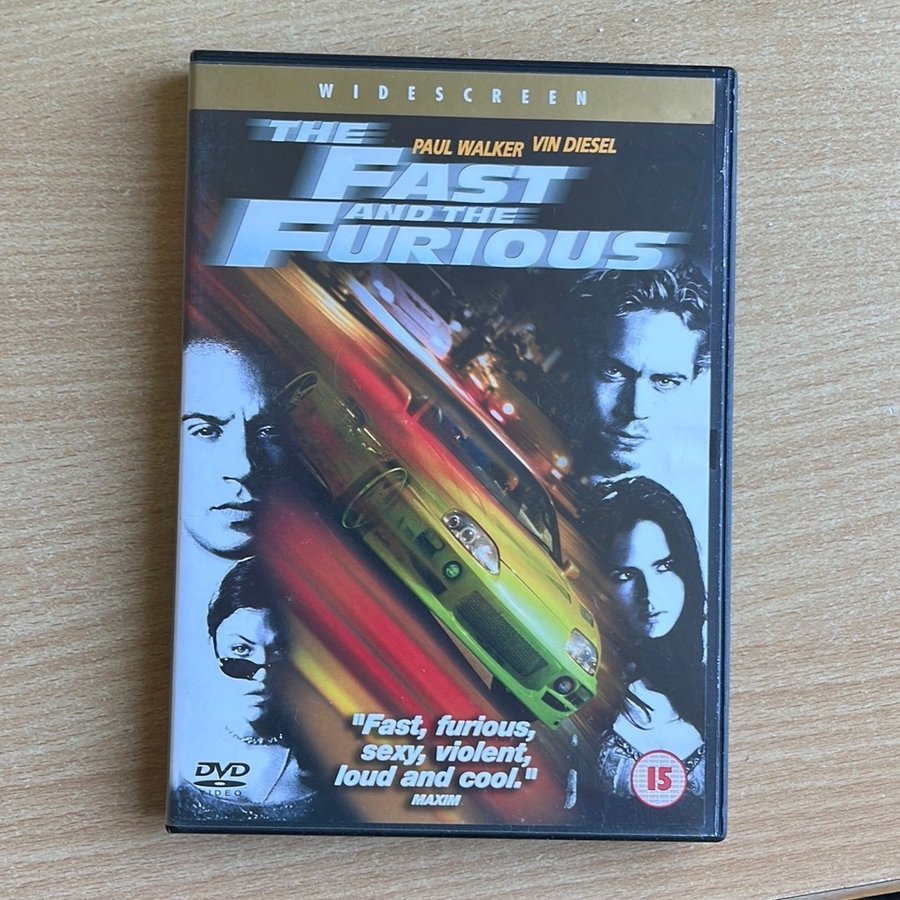 WIDESCREEN
PAUL WALKER VIN DIESEL
THE
FAST
AND THE
FURIOUS
"Fast, furious,
sexy, violent,
loud and cool."
MAXIM
DVD
VIDEO
15